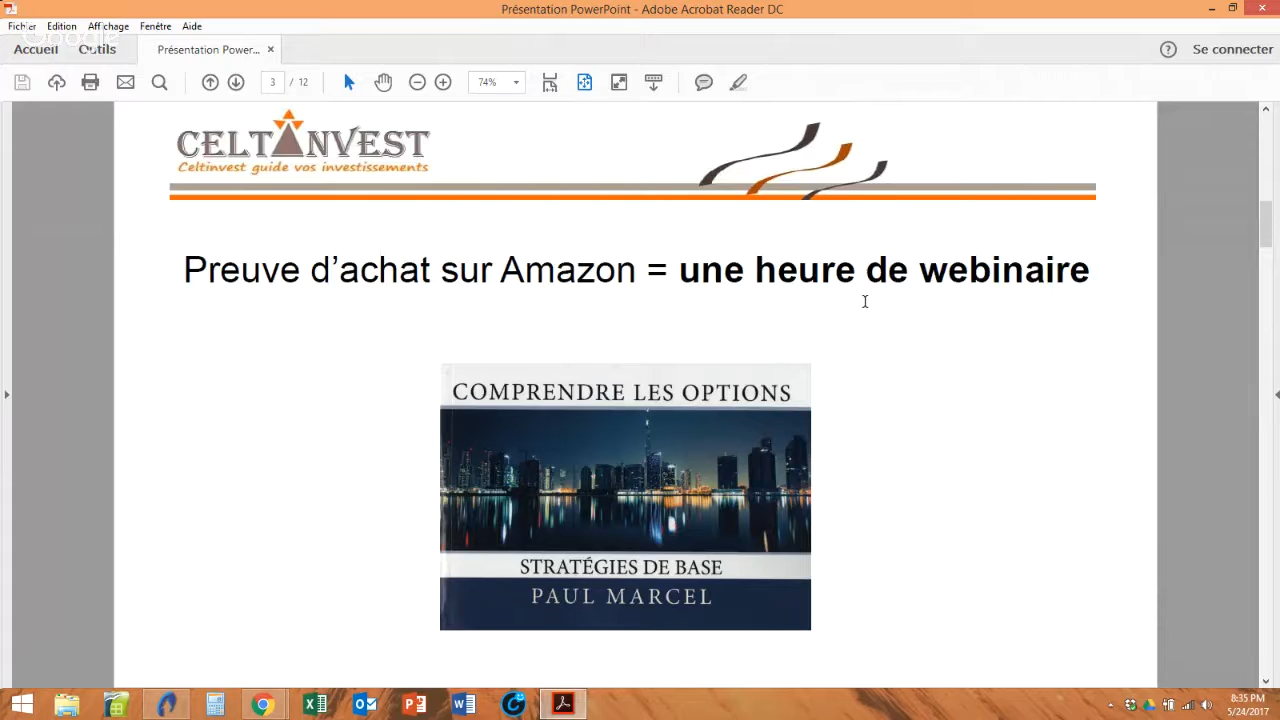 Présentation PowerPoint - Adobe Acrobat Reader DC
Fichier Edition Affichage Fenêtre Aide
Google
Accueil Outils Présentation Power... × ? Se connecter
3 / 12 74%
CELTINVEST
Celtinvest guide vos investissements
Preuve d'achat sur Amazon = une heure de webinaire
COMPRENDRE LES OPTIONS
STRATÉGIES DE BASE
PAUL MARCEL
8:35 PM
5/24/2017